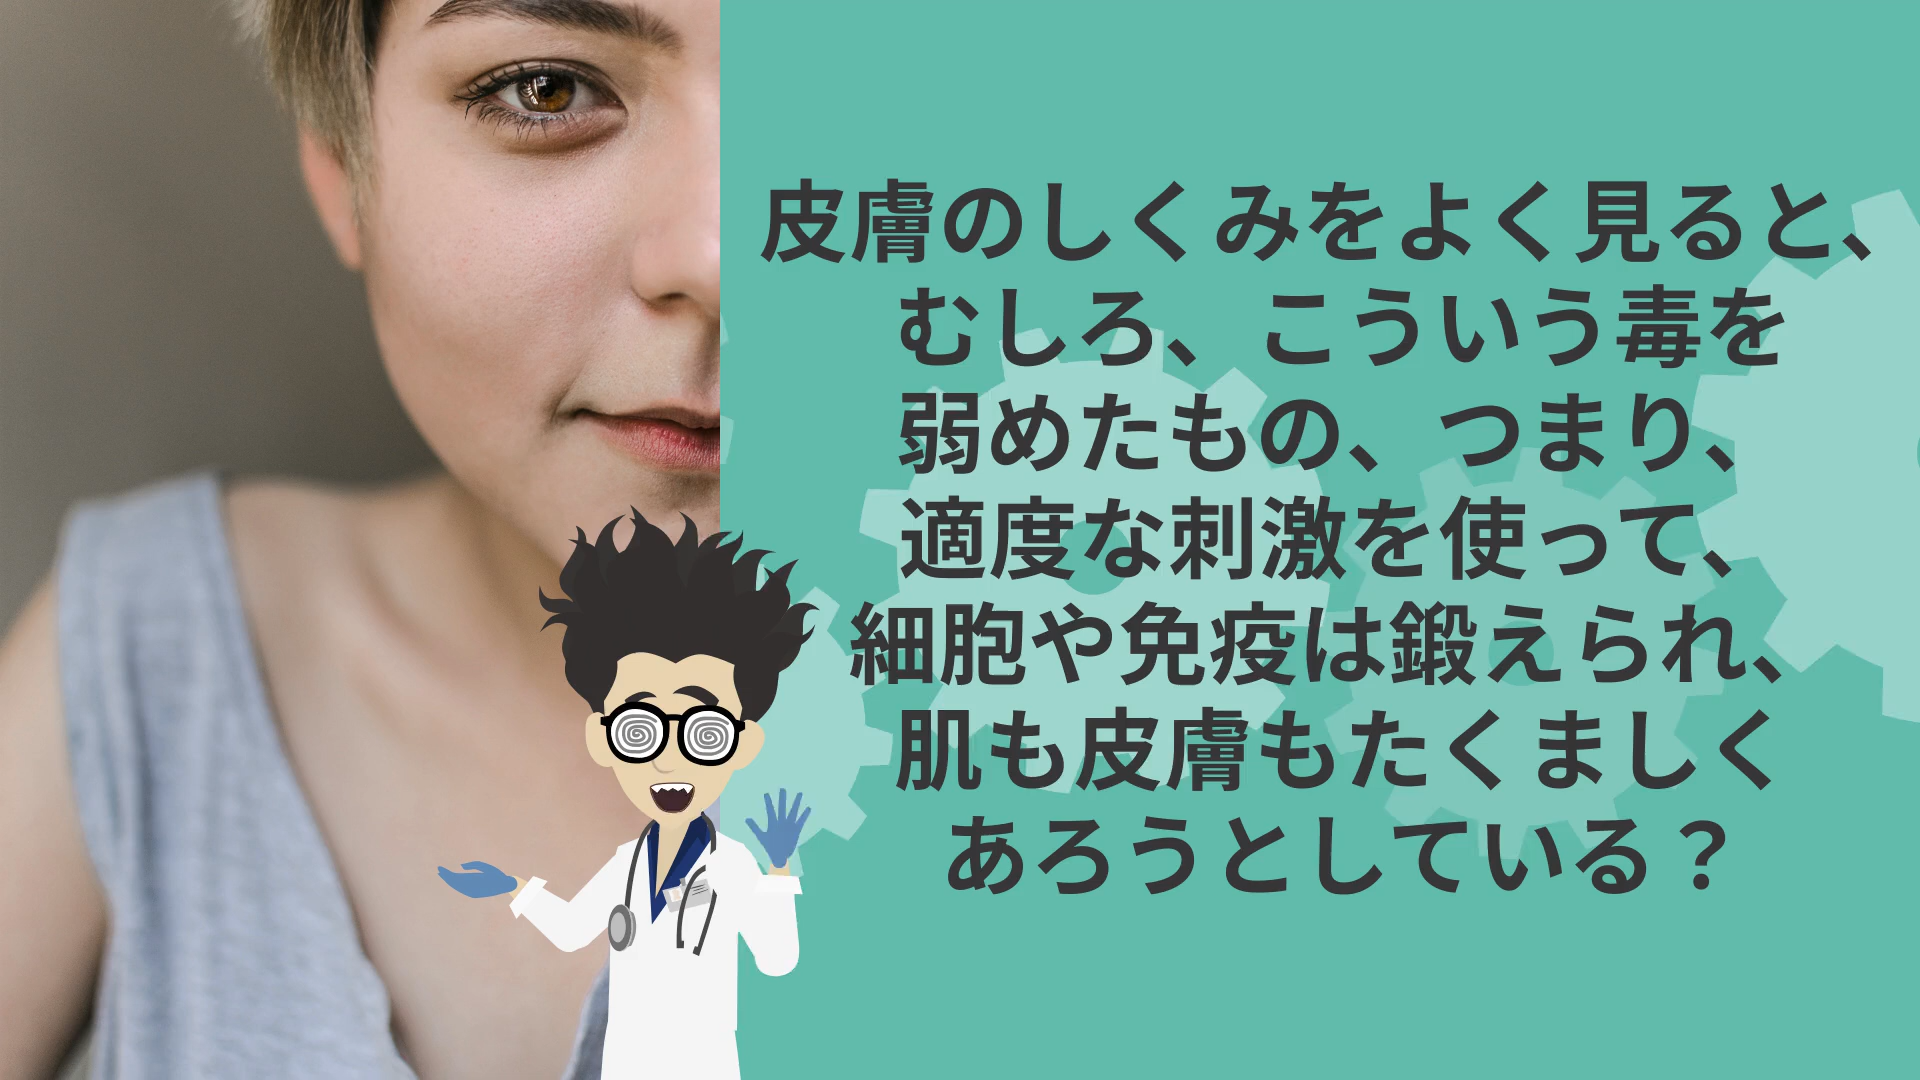 皮膚のしくみをよく見ると、
むしろ、こういう毒を
弱めたもの、つまり、
適度な刺激を使って、
細胞や免疫は鍛えられ、
肌も皮膚もたくましく
あろうとしている？